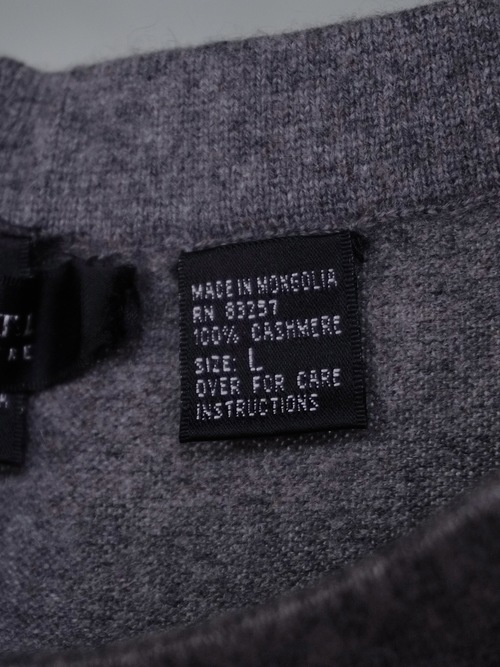 MADE IN MONGOLIA
RN 83257
100% CASHMERE
SIZE: L
OVER FOR CARE
INSTRUCTIONS